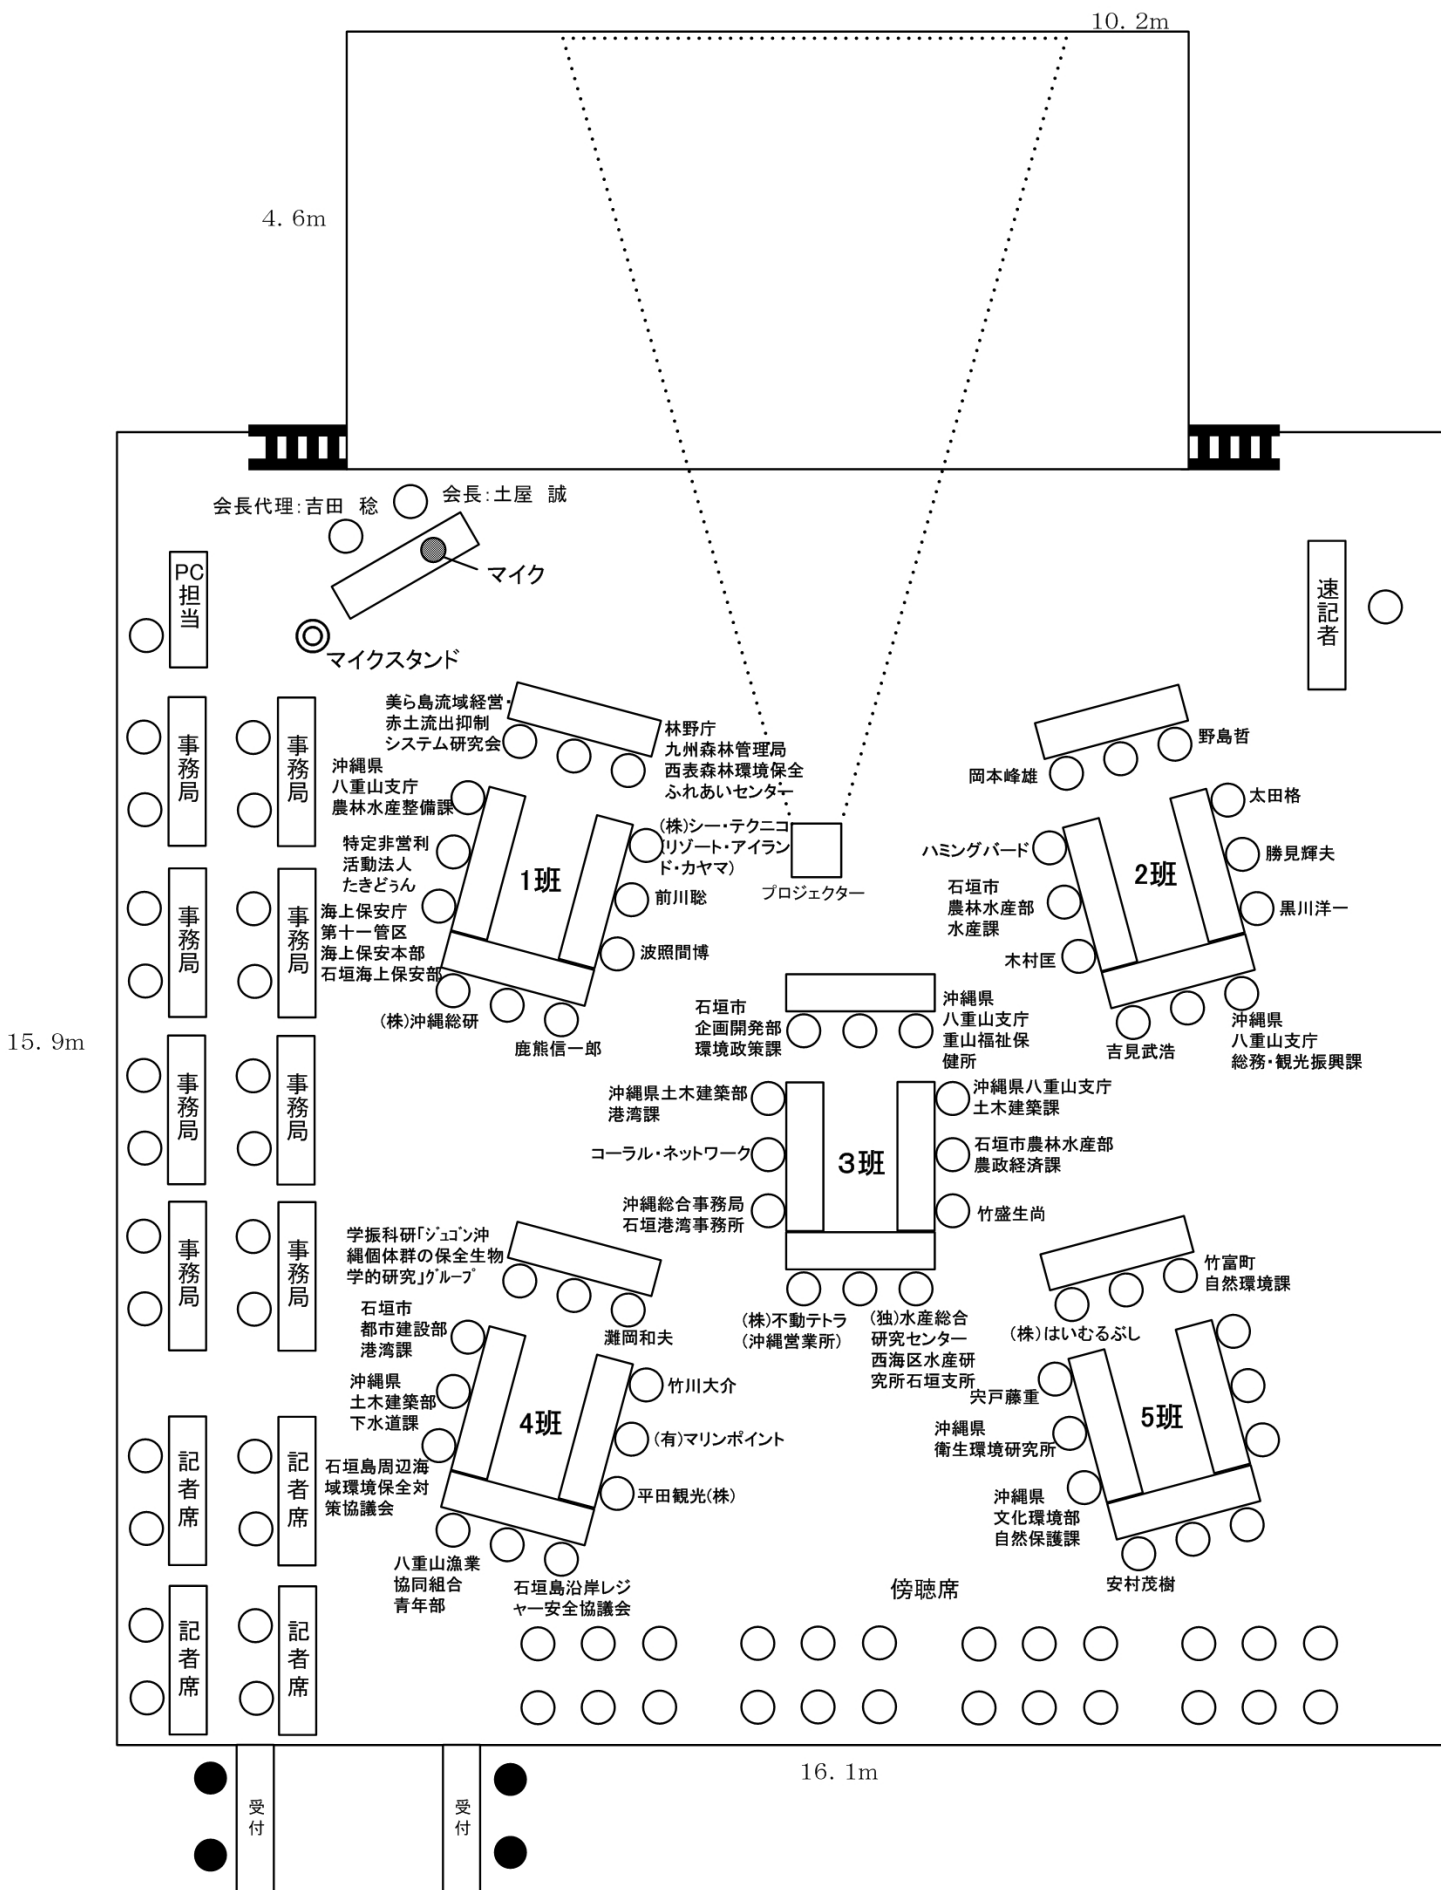 10. 2m
4. 6m
会長代理：吉田　稔
会長：土屋　誠
マイク
マイクスタンド
PC
担
当
速
記
者
事
務
局
事
務
局
事
務
局
事
務
局
事
務
局
事
務
局
事
務
局
事
務
局
記
者
席
記
者
席
記
者
席
記
者
席
15. 9m
美ら島流域経営・
赤土流出抑制
システム研究会
林野庁
九州森林管理局
西表森林環境保全
ふれあいセンター
沖縄県
八重山支庁
農林水産整備課
特定非営利
活動法人
たきどぅん
海上保安庁
第十一管区
海上保安本部
石垣海上保安部
1班
(株)シー・テクニコ
(リゾート・アイラン
ド・カヤマ)
前川聡
波照間博
(株)沖縄総研
鹿熊信一郎
プロジェクター
岡本峰雄
野島哲
ハミングバード
石垣市
農林水産部
水産課
木村匡
2班
太田格
勝見輝夫
黒川洋一
吉見武浩
沖縄県
八重山支庁
総務・観光振興課
石垣市
企画開発部
環境政策課
沖縄県
八重山支庁
重山福祉保
健所
沖縄県土木建築部
港湾課
コーラル・ネットワーク
沖縄総合事務局
石垣港湾事務所
3班
沖縄県八重山支庁
土木建築課
石垣市農林水産部
農政経済課
竹盛生尚
(株)不動テトラ
(沖縄営業所)
(独)水産総合
研究センター
西海区水産研
究所石垣支所
学振科研｢ｼﾞｭｺﾞﾝ沖
縄個体群の保全生物
学的研究｣ｸﾞﾙｰﾌﾟ
灘岡和夫
石垣市
都市建設部
港湾課
沖縄県
土木建築部
下水道課
石垣島周辺海
域環境保全対
策協議会
4班
竹川大介
(有)マリンポイント
平田観光(株)
八重山漁業
協同組合
青年部
石垣島沿岸レジ
ャー安全協議会
(株)はいむるぶし
竹富町
自然環境課
宍戸藤重
沖縄県
衛生環境研究所
沖縄県
文化環境部
自然保護課
5班
安村茂樹
傍聴席
16. 1m
受
付
受
付